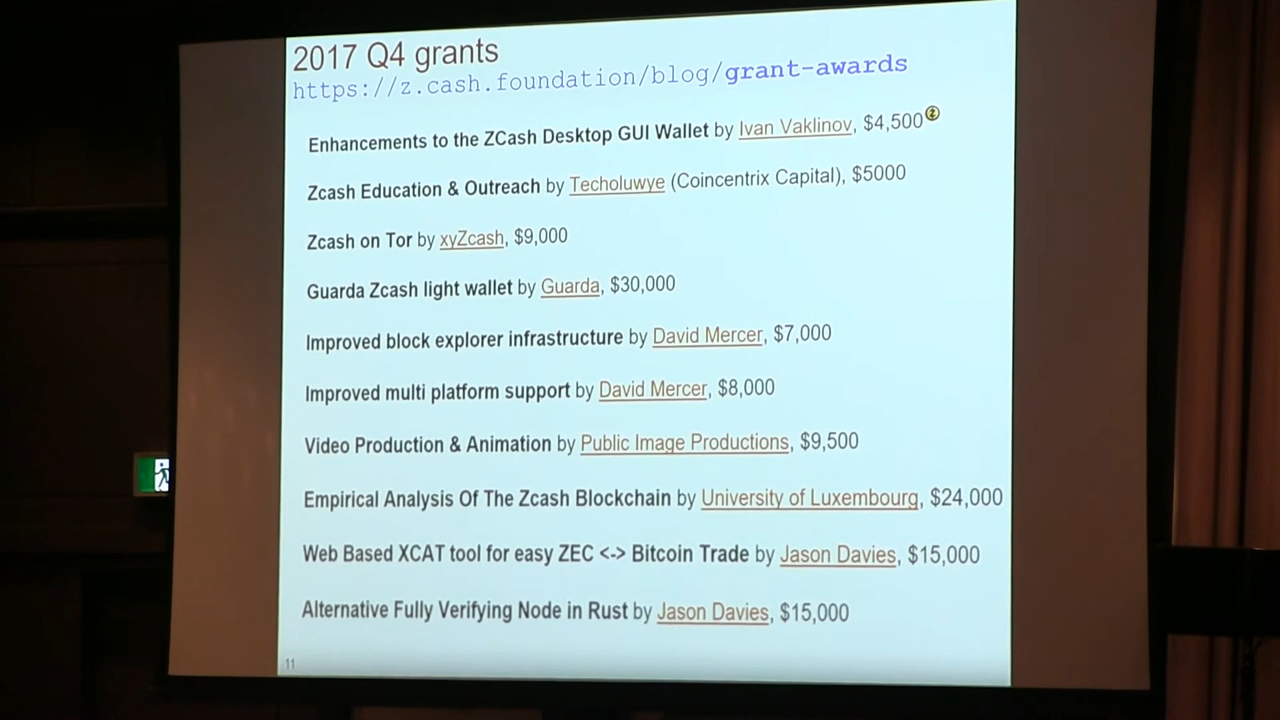 2017 Q4 grants
https://z.cash.foundation/blog/grant-awards
Enhancements to the ZCash Desktop GUI Wallet by Ivan Vaklinov, $4,500
Zcash Education & Outreach by Techoluwye (Coincentrix Capital), $5000
Zcash on Tor by xyZcash, $9,000
Guarda Zcash light wallet by Guarda, $30,000
Improved block explorer infrastructure by David Mercer, $7,000
Improved multi platform support by David Mercer, $8,000
Video Production & Animation by Public Image Productions, $9,500
Empirical Analysis Of The Zcash Blockchain by University of Luxembourg, $24,000
Web Based XCAT tool for easy ZEC <-> Bitcoin Trade by Jason Davies, $15,000
Alternative Fully Verifying Node in Rust by Jason Davies, $15,000
11